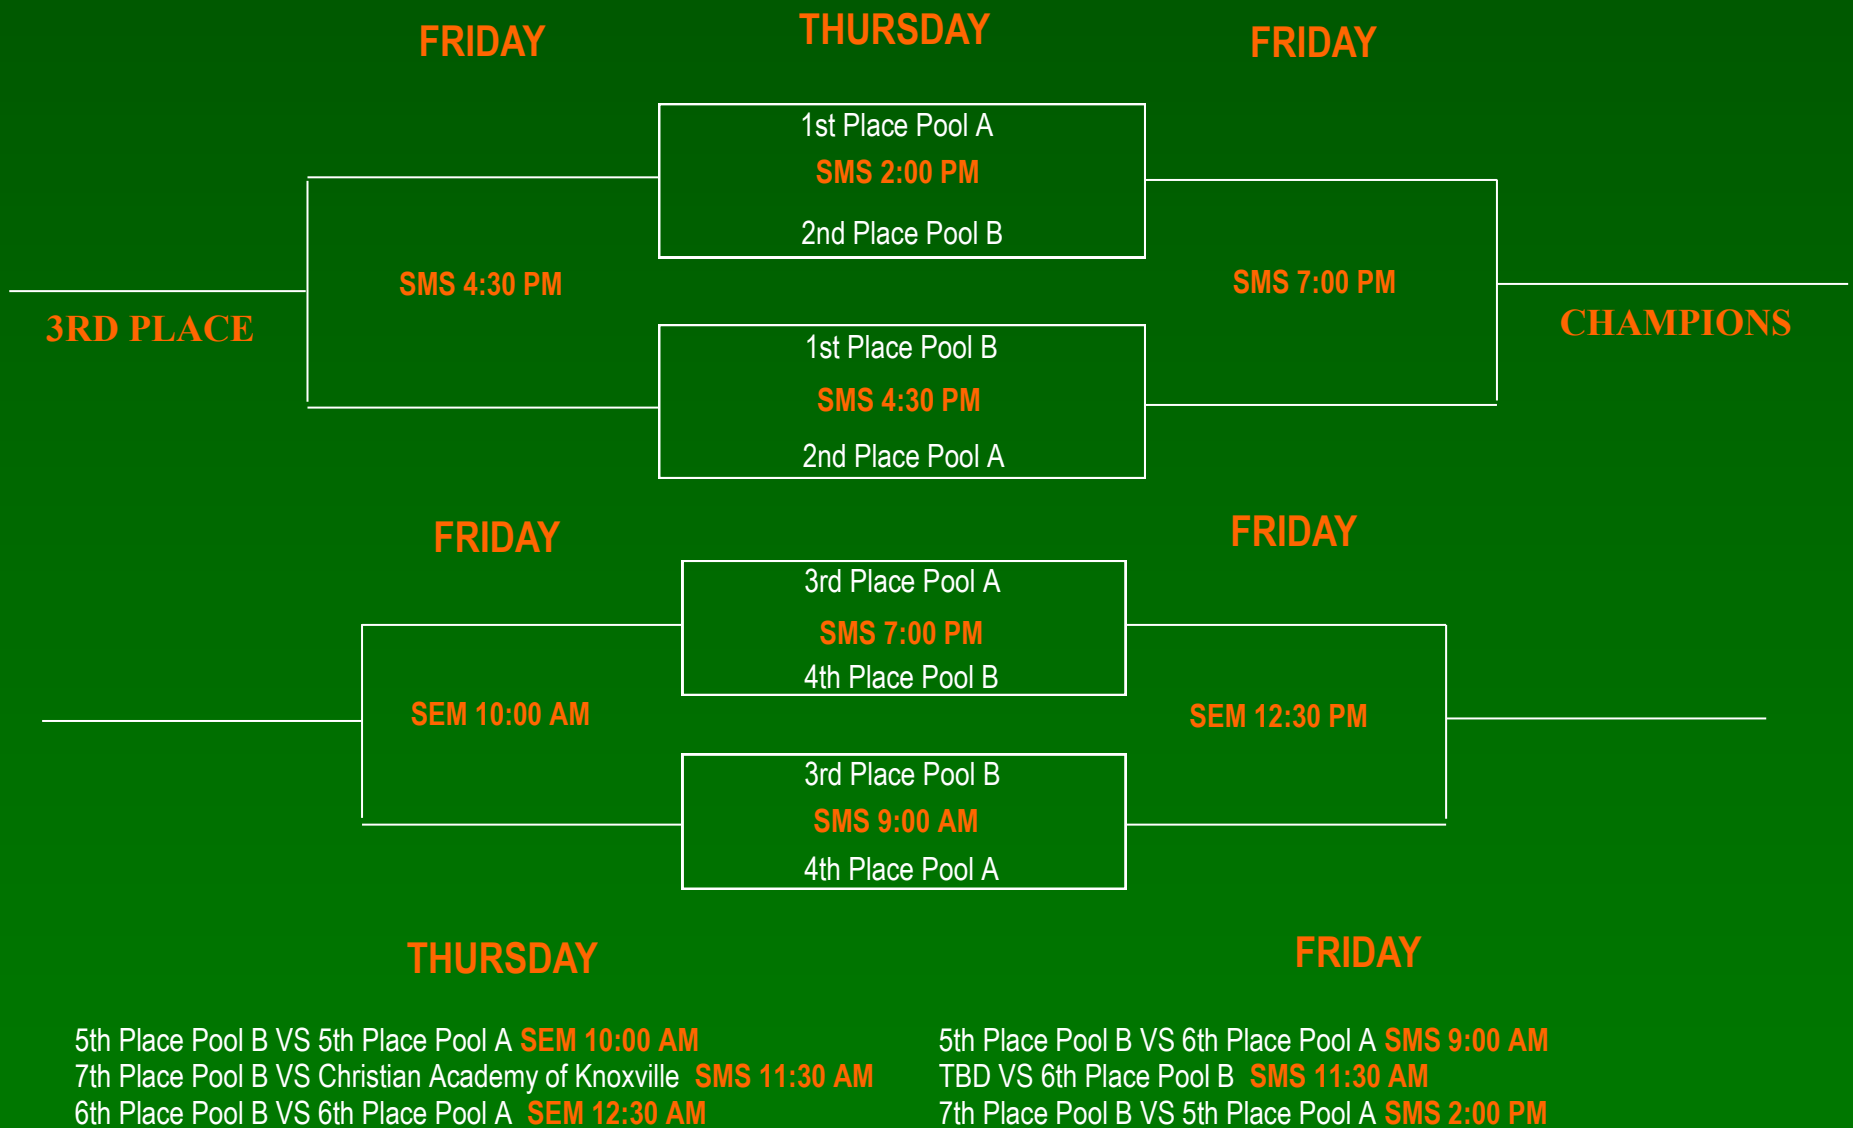 FRIDAY THURSDAY FRIDAY
1st Place Pool A
SMS 2:00 PM
2nd Place Pool B
SMS 4:30 PM SMS 7:00 PM
3RD PLACE CHAMPIONS
1st Place Pool B
SMS 4:30 PM
2nd Place Pool A
FRIDAY FRIDAY
3rd Place Pool A
SMS 7:00 PM
4th Place Pool B
SEM 10:00 AM SEM 12:30 PM
3rd Place Pool B
SMS 9:00 AM
4th Place Pool A
THURSDAY
5th Place Pool B VS 5th Place Pool A SEM 10:00 AM
7th Place Pool B VS Christian Academy of Knoxville SMS 11:30 AM
6th Place Pool B VS 6th Place Pool A SEM 12:30 AM
FRIDAY
5th Place Pool B VS 6th Place Pool A SMS 9:00 AM
TBD VS 6th Place Pool B SMS 11:30 AM
7th Place Pool B VS 5th Place Pool A SMS 2:00 PM